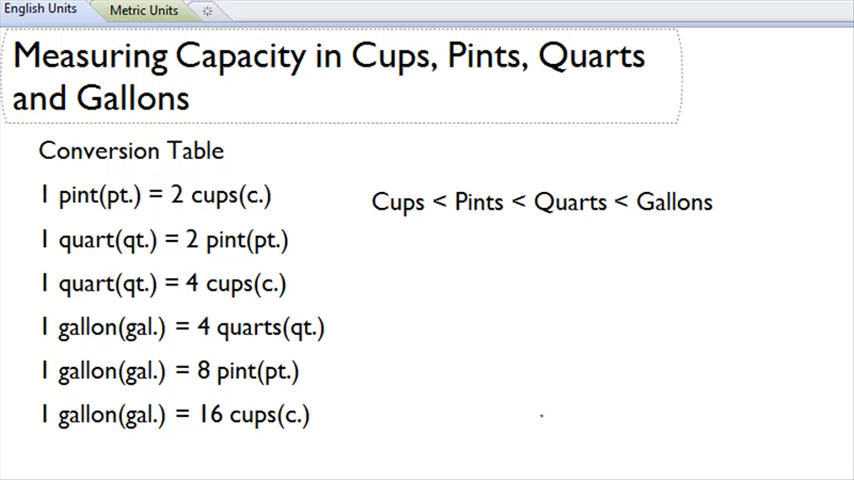 English Units
Metric Units
Measuring Capacity in Cups, Pints, Quarts
and Gallons
Conversion Table
1 pint(pt.) = 2 cups(c.)
Cups < Pints < Quarts < Gallons
1 quart(qt.) = 2 pint(pt.)
1 quart(qt.) = 4 cups(c.)
1 gallon(gal.) = 4 quarts(qt.)
1 gallon(gal.) = 8 pint(pt.)
1 gallon(gal.) = 16 cups(c.)